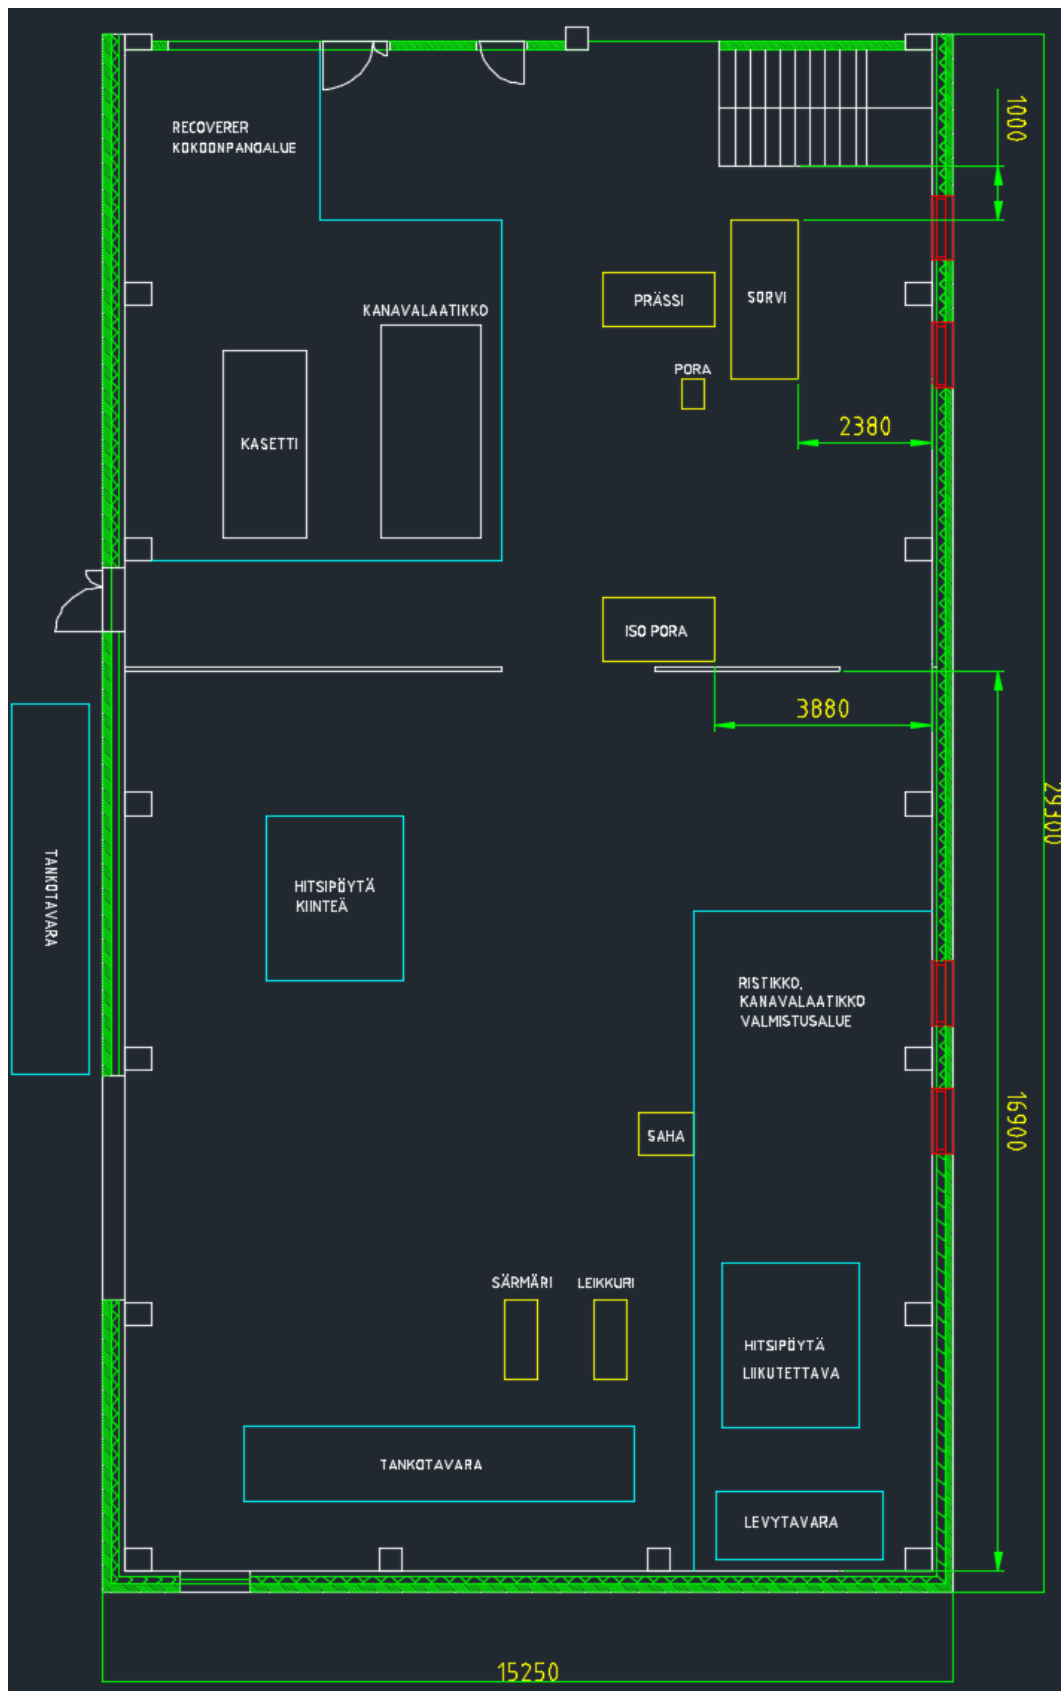 1000
RECOVERER
KOKOONPANOALUE
PRÄSSI
SORVI
KANAVALAATIKKO
PORA
2380
KASETTI
ISO PORA
3880
29300
TANKOTAVARA
HITSIPÖYTÄ
KIINTEÄ
RISTIKKO,
KANAVALAATIKKO
VALMISTUSALUE
16900
SAHA
SÄRMÄRI
LEIKKURI
HITSIPÖYTÄ
LIIKUTETTAVA
TANKOTAVARA
LEVYTAVARA
15250